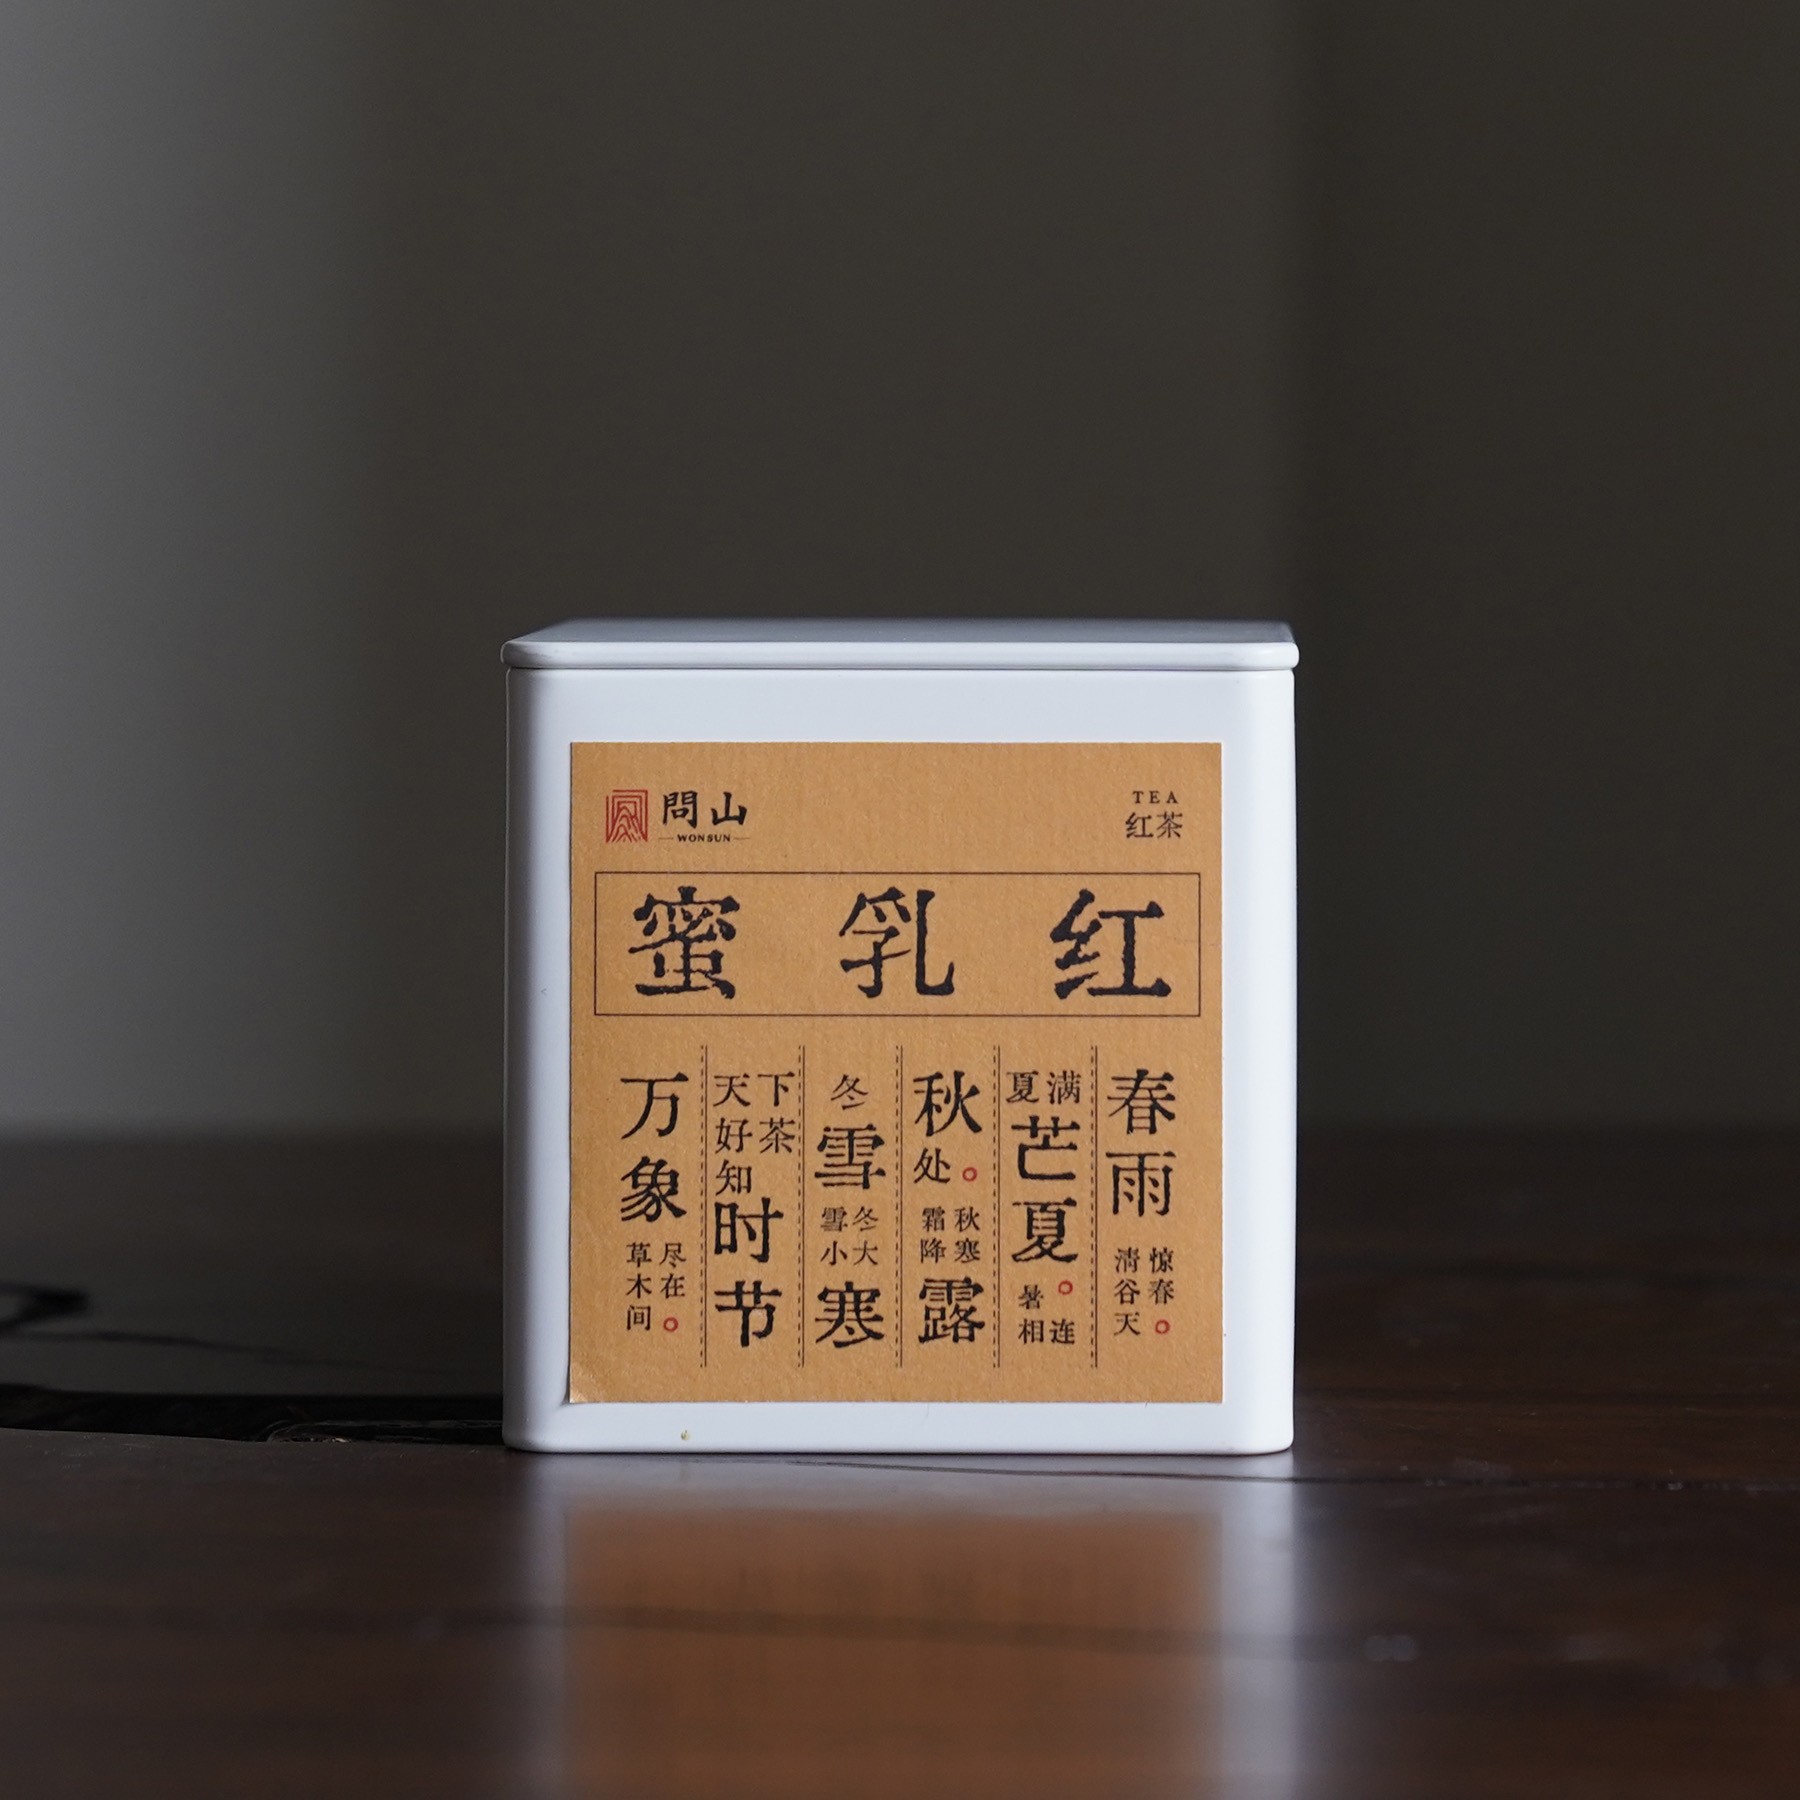 問山
WONSUN
TEA
红茶
蜜乳红
春雨惊春清谷天
夏满芒夏暑相连
秋处露秋寒霜降
冬雪雪冬小大寒
天下好茶知时节
万象尽在草木间